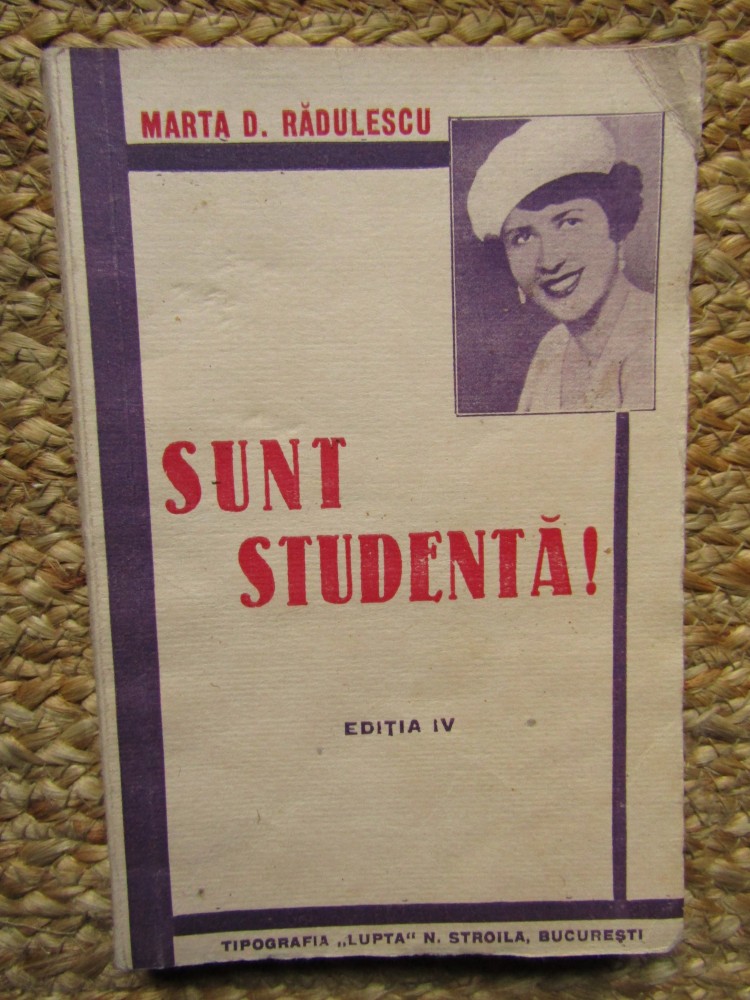 MARTA D. RĂDULESCU
SUNT
STUDENTĂ!
EDIȚIA IV
TIPOGRAFIA „LUPTA“ N. STROILA, BUCUREȘTI